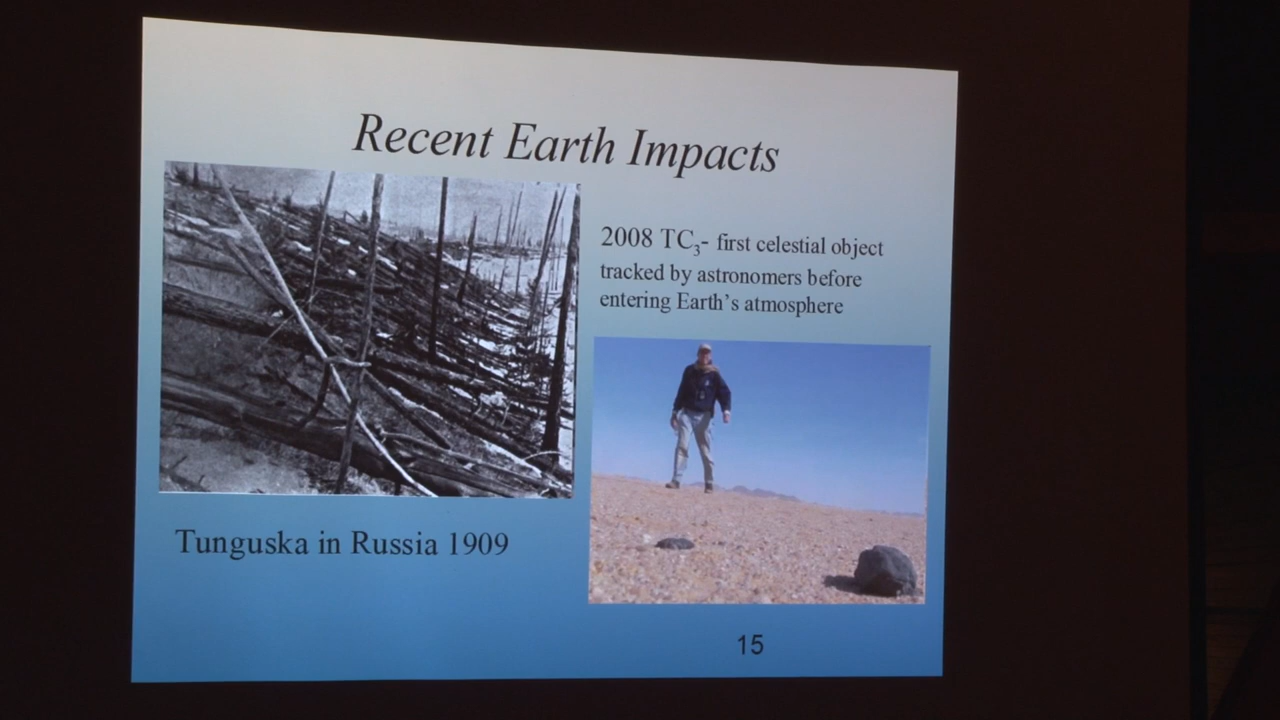 Recent Earth Impacts
2008 TC₃- first celestial object
tracked by astronomers before
entering Earth's atmosphere
Tunguska in Russia 1909
15